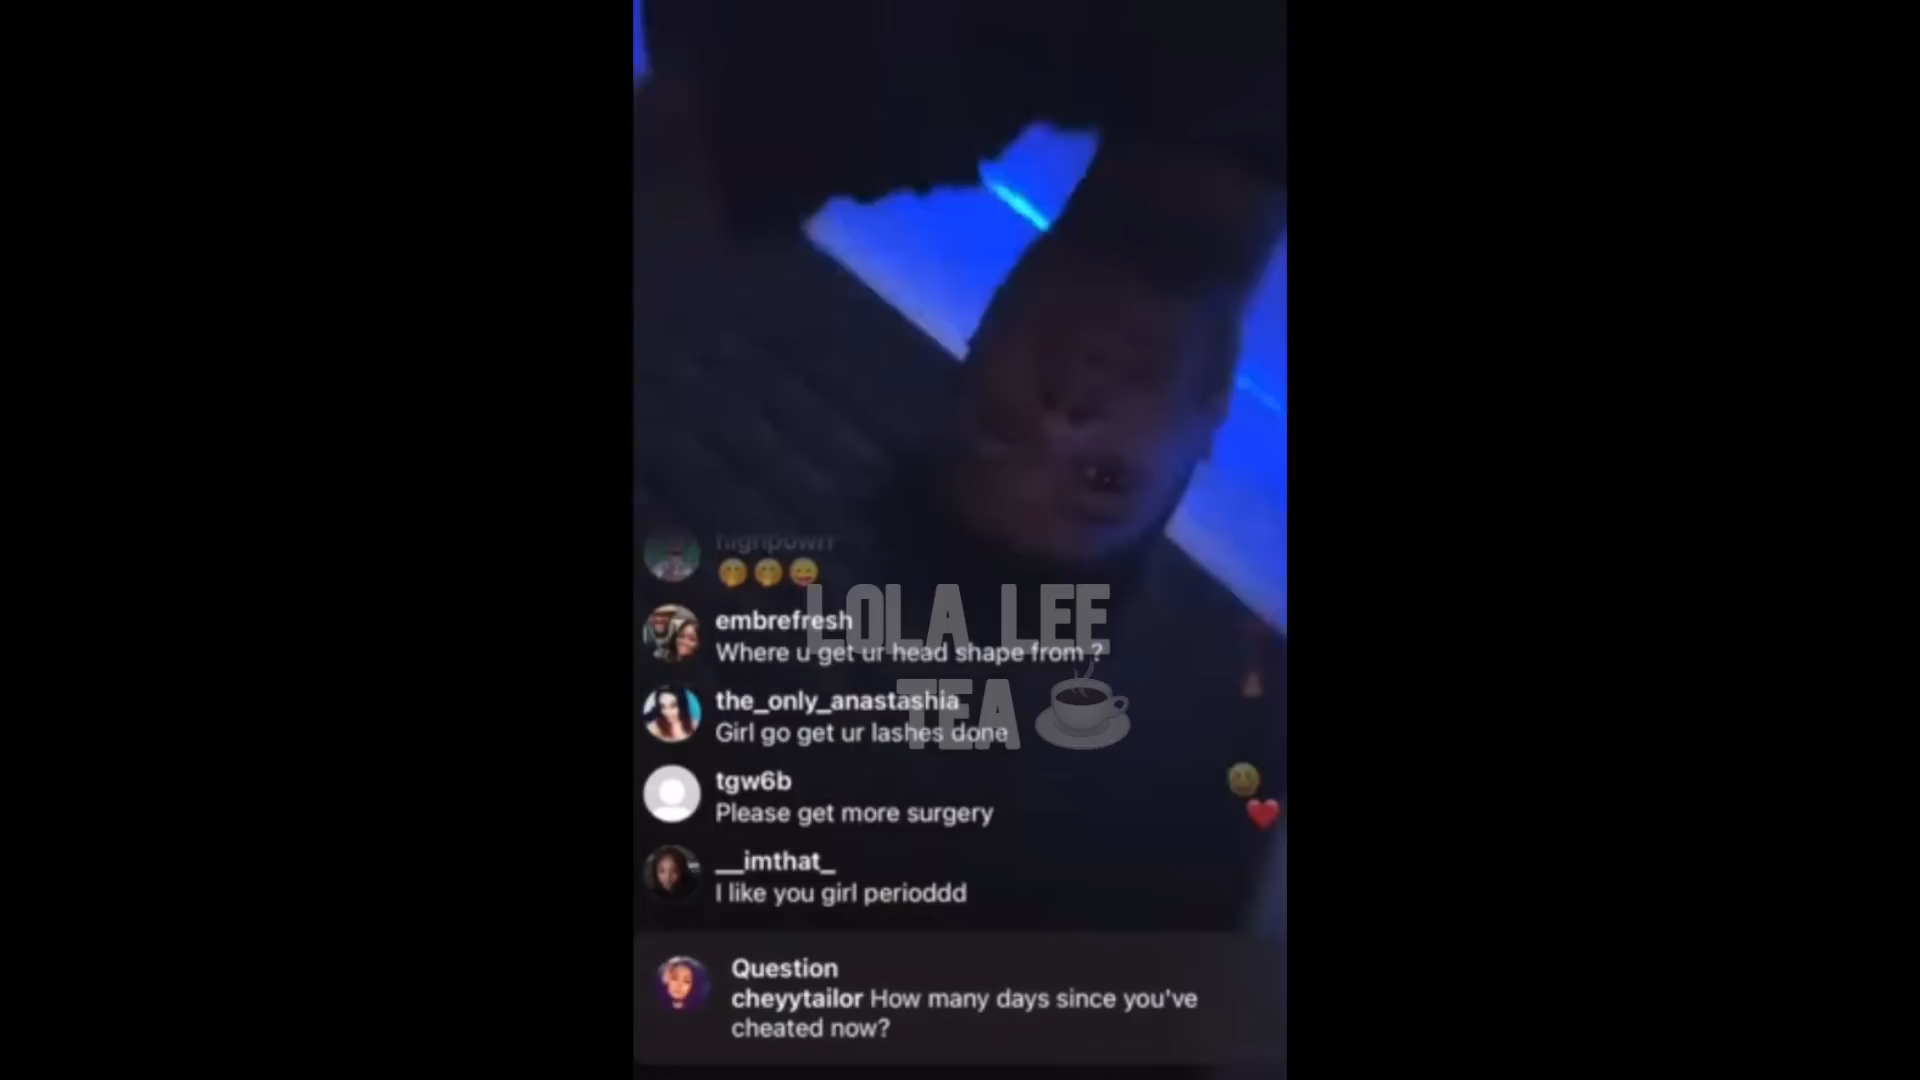 highpowrr
🤭🤭😜
embrefresh
Where u get ur head shape from ?
the_only_anastashia
Girl go get ur lashes done
tgw6b
Please get more surgery
__imthat_
I like you girl perioddd
Question
cheyytailor How many days since you've
cheated now?
LOLA LEE
TEA